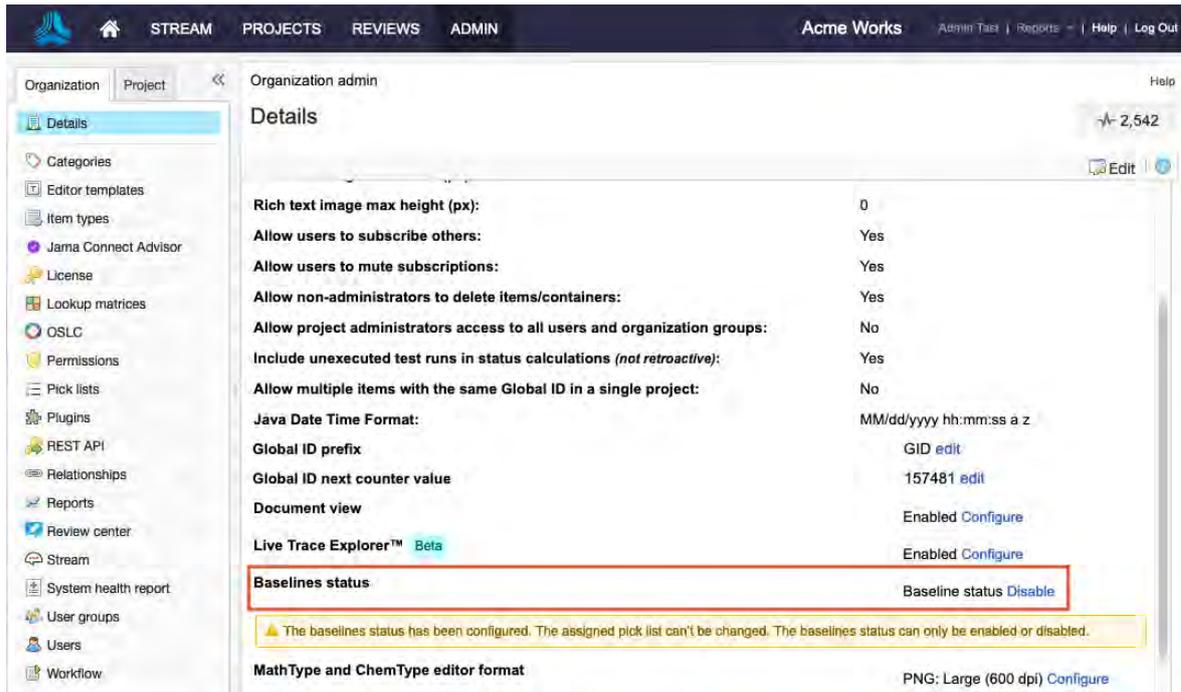 STREAM PROJECTS REVIEWS ADMIN Acme Works Admin Test | Reports | Help | Log Out
Organization Project Organization admin Help
Details
2,542
Edit
Details
Categories
Editor templates
Item types
Jama Connect Advisor
License
Lookup matrices
OSLC
Permissions
Pick lists
Plugins
REST API
Relationships
Reports
Review center
Stream
System health report
User groups
Users
Workflow
Rich text image max height (px): 0
Allow users to subscribe others: Yes
Allow users to mute subscriptions: Yes
Allow non-administrators to delete items/containers: Yes
Allow project administrators access to all users and organization groups: No
Include unexecuted test runs in status calculations (not retroactive): Yes
Allow multiple items with the same Global ID in a single project: No
Java Date Time Format: MM/dd/yyyy hh:mm:ss a z
Global ID prefix GID edit
Global ID next counter value 157481 edit
Document view Enabled Configure
Live Trace Explorer™ Beta Enabled Configure
Baselines status Baseline status Disable
The baselines status has been configured. The assigned pick list can't be changed. The baselines status can only be enabled or disabled.
MathType and ChemType editor format PNG: Large (600 dpi) Configure